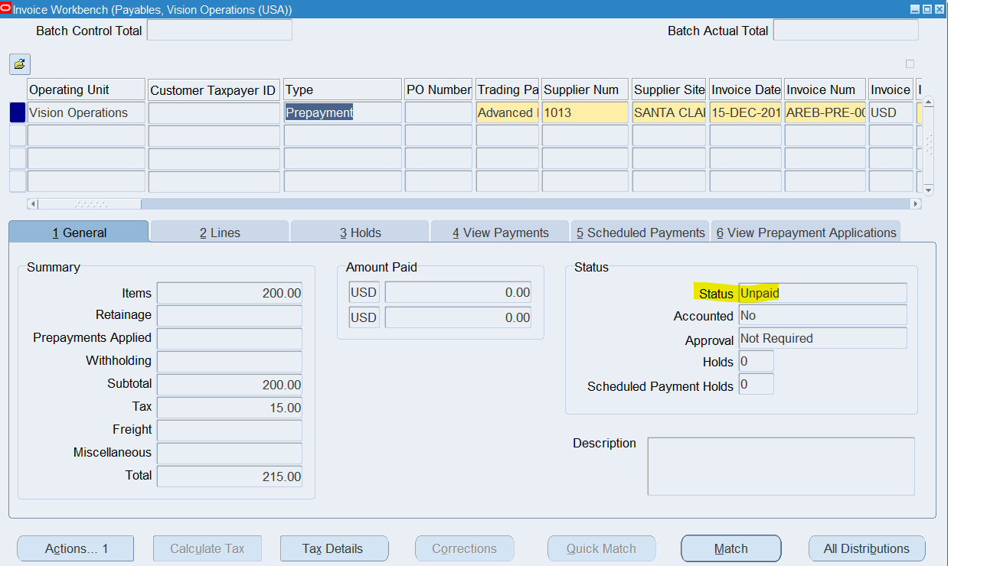 Invoice Workbench (Payables, Vision Operations (USA))
Batch Control Total
Batch Actual Total
Operating Unit Customer Taxpayer ID Type PO Number Trading Pa Supplier Num Supplier Site Invoice Date Invoice Num Invoice I
Vision Operations Prepayment Advanced 1013 SANTA CLA 15-DEC-201 AREB-PRE-00 USD
1 General 2 Lines 3 Holds 4 View Payments 5 Scheduled Payments 6 View Prepayment Applications
Summary
Items 200.00
Retainage
Prepayments Applied
Withholding
Subtotal 200.00
Tax 15.00
Freight
Miscellaneous
Total 215.00
Amount Paid
USD 0.00
USD 0.00
Status
Status Unpaid
Accounted No
Approval Not Required
Holds 0
Scheduled Payment Holds 0
Description
Actions... 1 Calculate Tax Tax Details Corrections Quick Match Match All Distributions